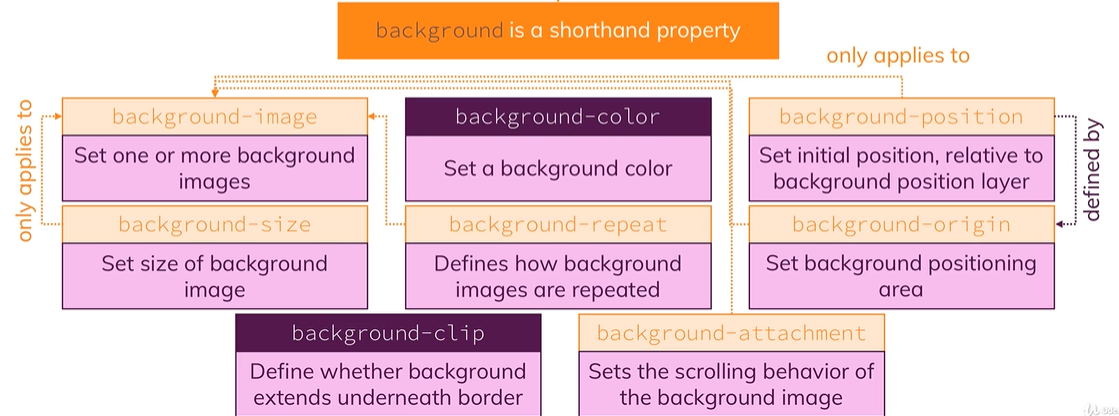 background is a shorthand property
only applies to
only applies to
background-image
Set one or more background
images
background-color
Set a background color
background-position
Set initial position, relative to
background position layer
defined by
background-size
Set size of background
image
background-repeat
Defines how background
images are repeated
background-origin
Set background positioning
area
background-clip
Define whether background
extends underneath border
background-attachment
Sets the scrolling behavior of
the background image